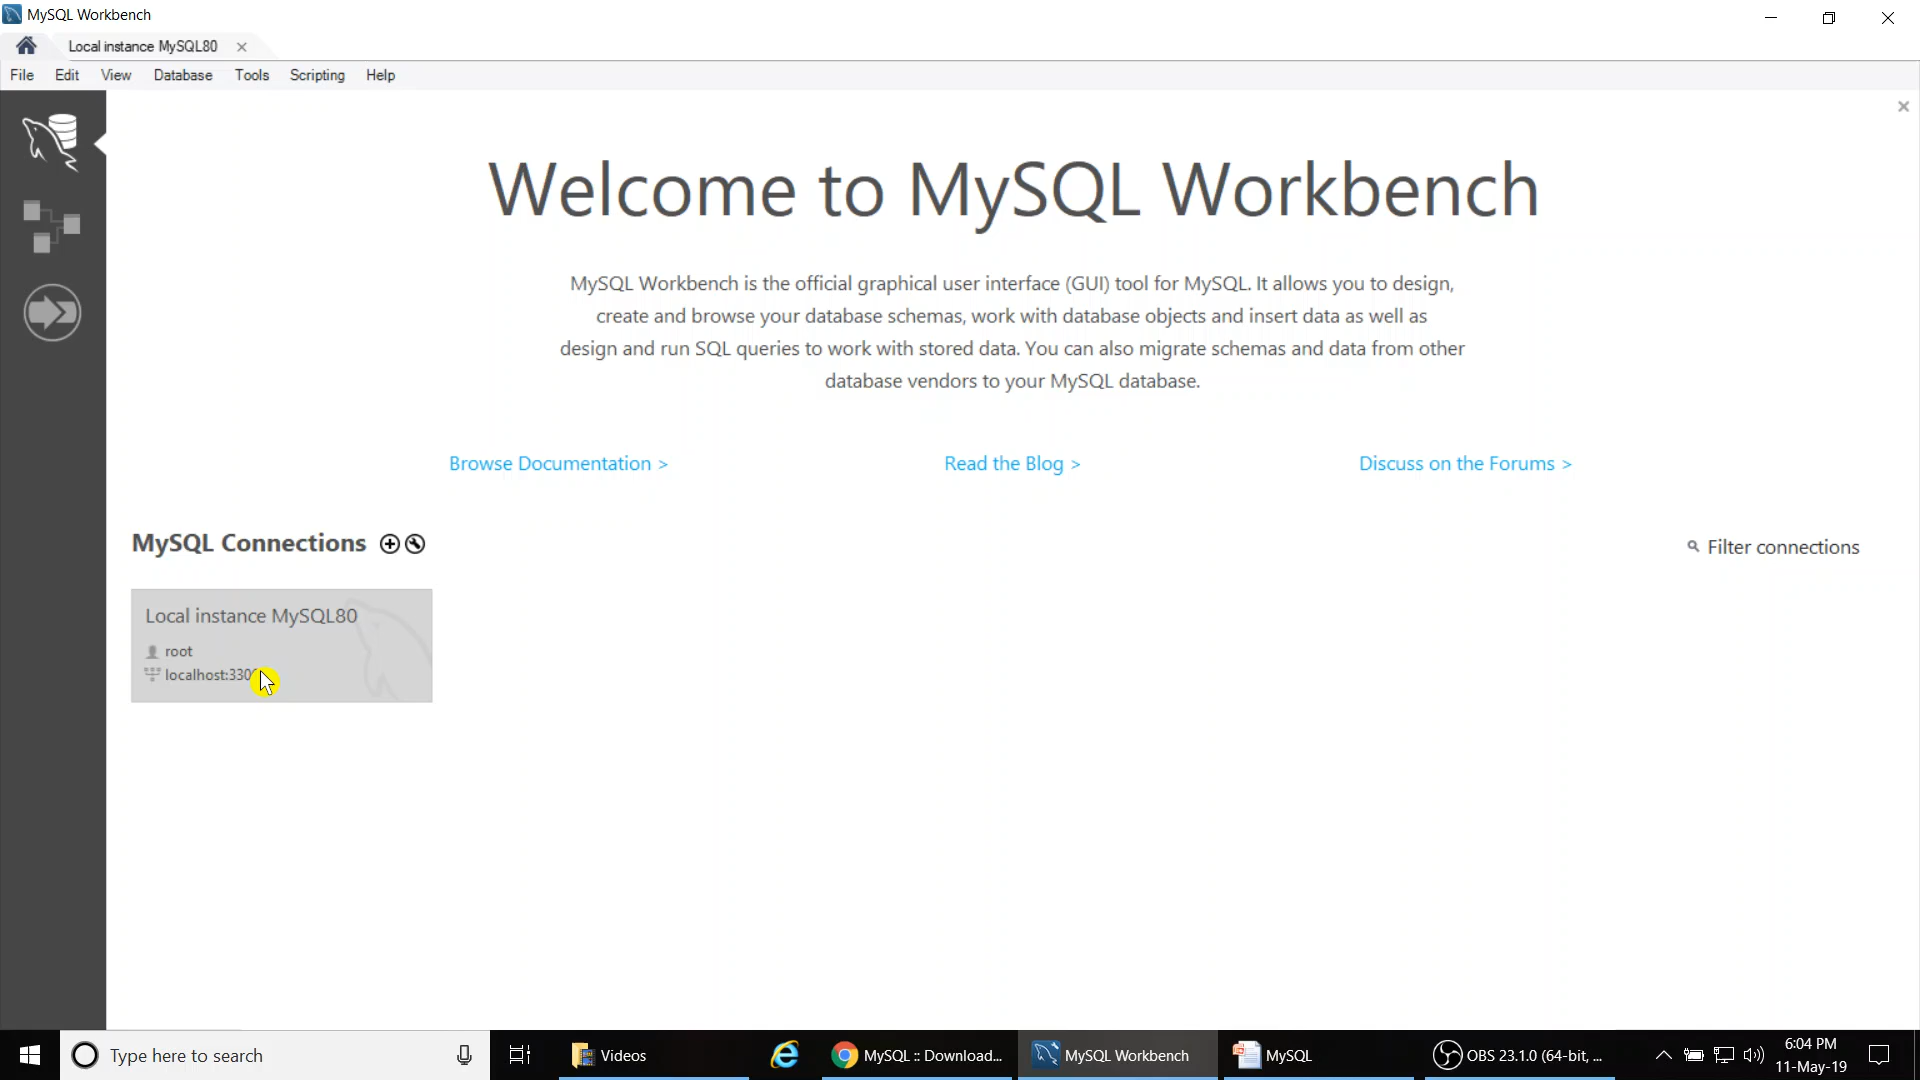 MySQL Workbench
Local instance MySQL80
File Edit View Database Tools Scripting Help
Welcome to MySQL Workbench
MySQL Workbench is the official graphical user interface (GUI) tool for MySQL. It allows you to design,
create and browse your database schemas, work with database objects and insert data as well as
design and run SQL queries to work with stored data. You can also migrate schemas and data from other
database vendors to your MySQL database.
Browse Documentation > Read the Blog > Discuss on the Forums >
MySQL Connections Filter connections
Local instance MySQL80
root
Type here to search Videos MySQL :: Download... MySQL Workbench MySQL OBS 23.1.0 (64-bit, ... 6:04 PM
11-May-19